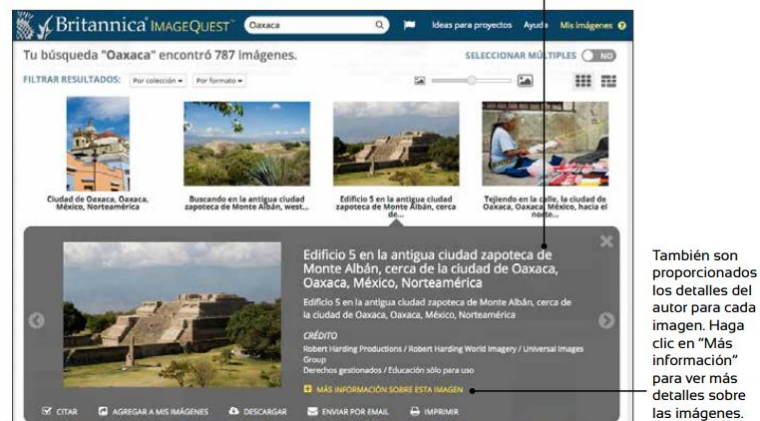 Britannica IMAGEQUEST
Oaxaca
Ideas para proyectos
Ayuda
Mis imágenes
Tu búsqueda "Oaxaca" encontró 787 imágenes.
SELECCIONAR MÚLTIPLES
NO
FILTRAR RESULTADOS:
Por colección
Por formato
Ciudad de Oaxaca, Oaxaca,
México, Norteamérica
Buscando en la antigua ciudad
zapoteca de Monte Albán, west...
Edificio 5 en la antigua ciudad
zapoteca de Monte Albán, cerca
de...
Tejiendo en la calle, la ciudad de
Oaxaca, Oaxaca, México, hacia el
norte...
Edificio 5 en la antigua ciudad zapoteca de
Monte Albán, cerca de la ciudad de Oaxaca,
Oaxaca, México, Norteamérica
Edificio 5 en la antigua ciudad zapoteca de Monte Albán, cerca de
la ciudad de Oaxaca, Oaxaca, México, Norteamérica
CRÉDITO
Robert Harding Productions / Robert Harding World Imagery / Universal Images
Group
Derechos gestionados / Educación sólo para uso
MÁS INFORMACIÓN SOBRE ESTA IMAGEN
CITAR
AGREGAR A MIS IMÁGENES
DESCARGAR
ENVIAR POR EMAIL
IMPRIMIR
También son
proporcionados
los detalles del
autor para cada
imagen. Haga
clic en "Más
información"
para ver más
detalles sobre
las imágenes.